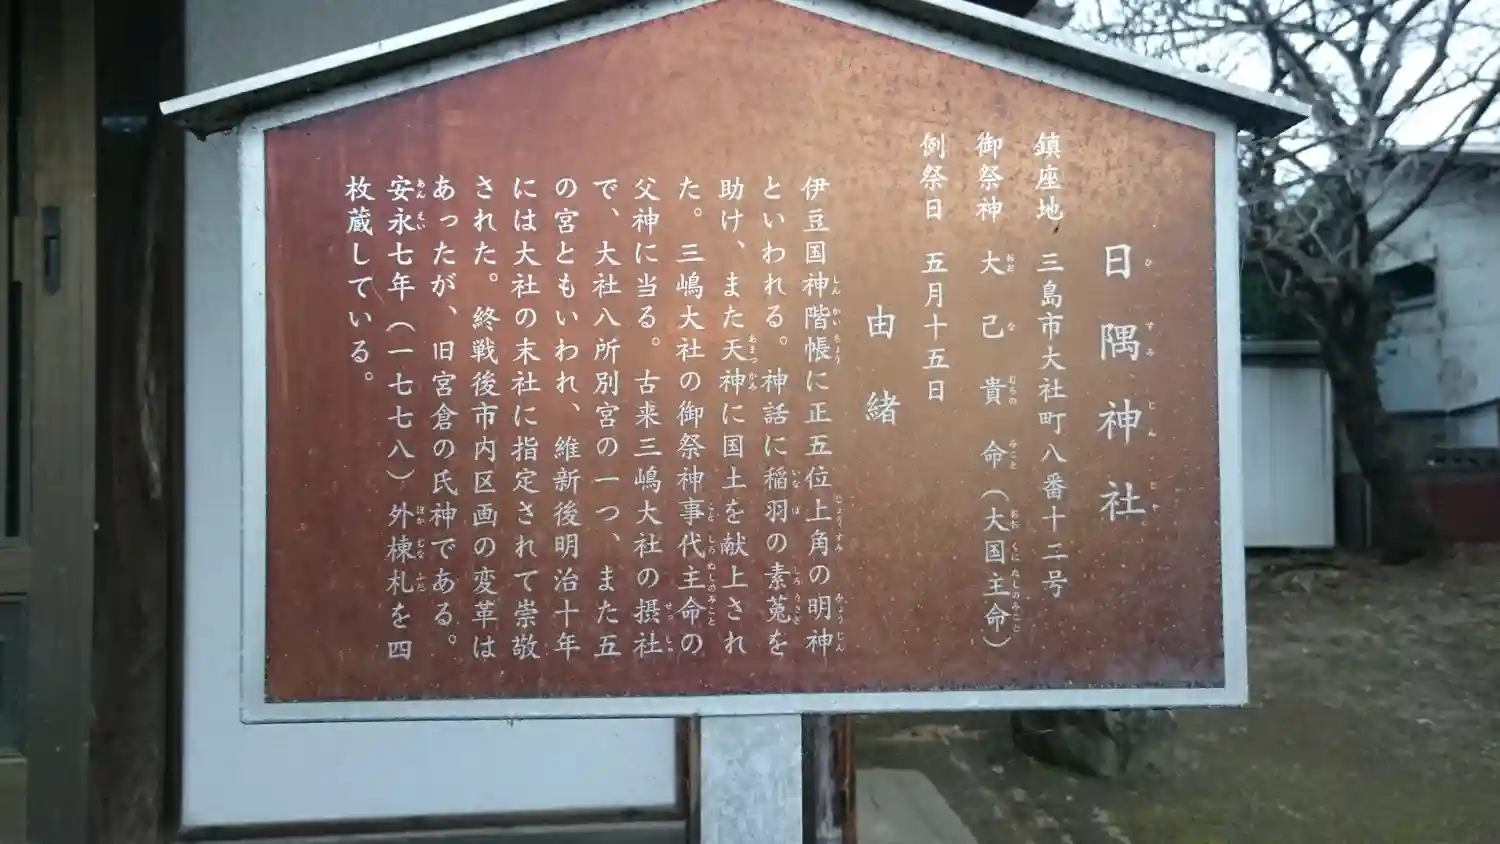 日隅神社
鎮座地 三島市大社町八番十二号
御祭神 大己貴命（大国主命）
例祭日 五月十五日
由緒
伊豆国神階帳に正五位上角の明神
といわれる。神話に稲羽の素菟を
助け、また天神に国土を献上され
た。三嶋大社の御祭神事代主命の
父神に当る。古来三嶋大社の摂社
で、大社八所別宮の一つ、また五
の宮ともいわれ、維新後明治十年
には大社の末社に指定されて崇敬
された。終戦後市内区画の変革は
あったが、旧宮倉の氏神である。
安永七年（一七七八）外棟札を四
枚蔵している。